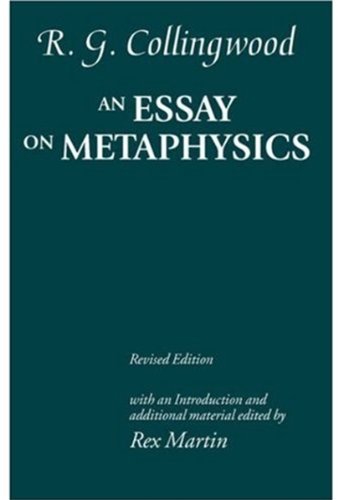 R. G. Collingwood
AN ESSAY
ON METAPHYSICS
Revised Edition
with an Introduction and
additional material edited by
Rex Martin